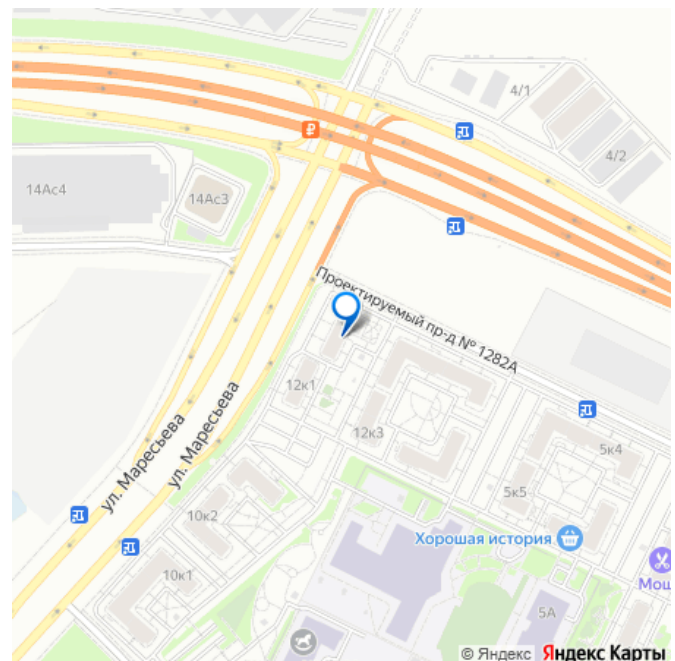 4/1
4/2
₽
14Ас4
14Ас3
Проектируемый пр-д № 1282А
12к1
12к3
ул. Маресьева
ул. Маресьева
5к4
5к5
10к2
Хорошая история
10к1
Мош
5А
© Яндекс Яндекс Карты